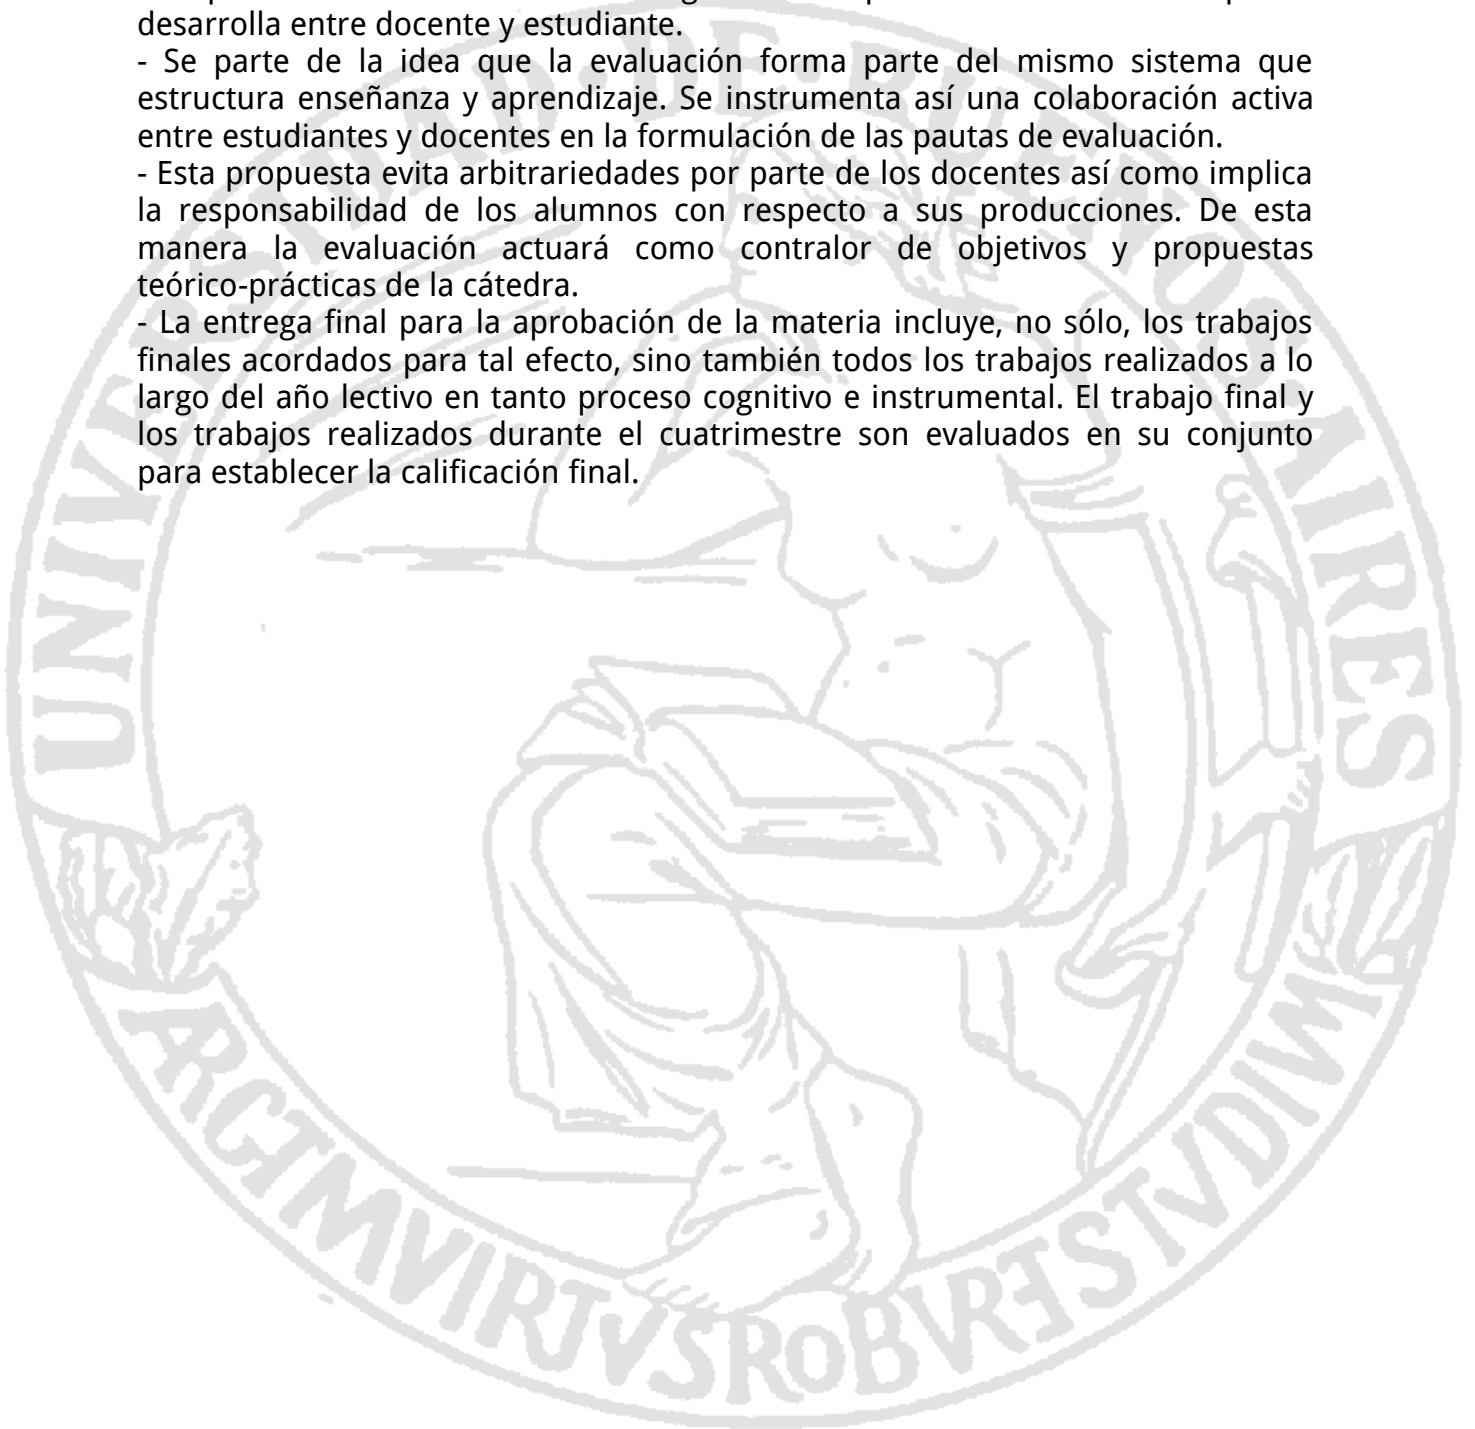 desarrolla entre docente y estudiante.
- Se parte de la idea que la evaluación forma parte del mismo sistema que
estructura enseñanza y aprendizaje. Se instrumenta así una colaboración activa
entre estudiantes y docentes en la formulación de las pautas de evaluación.
- Esta propuesta evita arbitrariedades por parte de los docentes así como implica
la responsabilidad de los alumnos con respecto a sus producciones. De esta
manera la evaluación actuará como contralor de objetivos y propuestas
teórico-prácticas de la cátedra.
- La entrega final para la aprobación de la materia incluye, no sólo, los trabajos
finales acordados para tal efecto, sino también todos los trabajos realizados a lo
largo del año lectivo en tanto proceso cognitivo e instrumental. El trabajo final y
los trabajos realizados durante el cuatrimestre son evaluados en su conjunto
para establecer la calificación final.
UNIVERSIDAD·DE·BUENOS·AIRES
ARGTMVIRTVSROBVRESTVDIVM